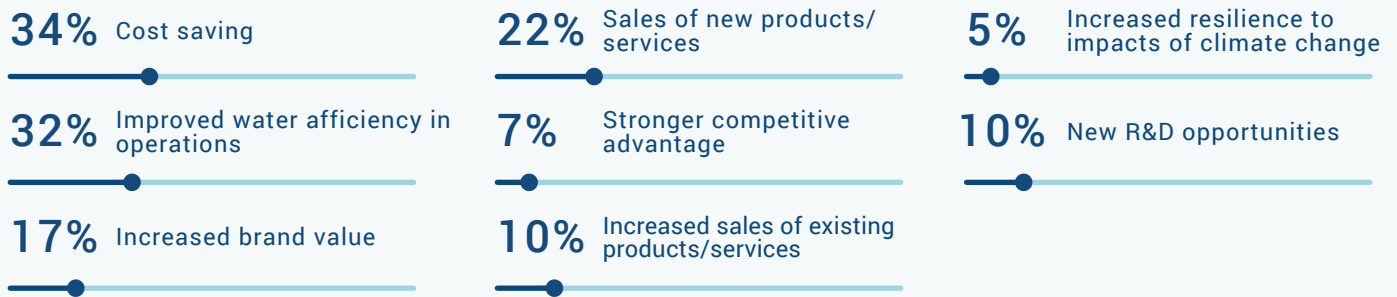 34% Cost saving
32% Improved water afficiency in
operations
17% Increased brand value
22% Sales of new products/
services
7% Stronger competitive
advantage
10% Increased sales of existing
products/services
5% Increased resilience to
impacts of climate change
10% New R&D opportunities